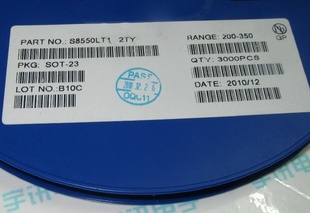 PART NO.: S8550LT1 2TY
RANGE: 200-350
PKG: SOT-23
QTY: 3000PCS
LOT NO: B10C
DATE: 2010/12
PASS
QP